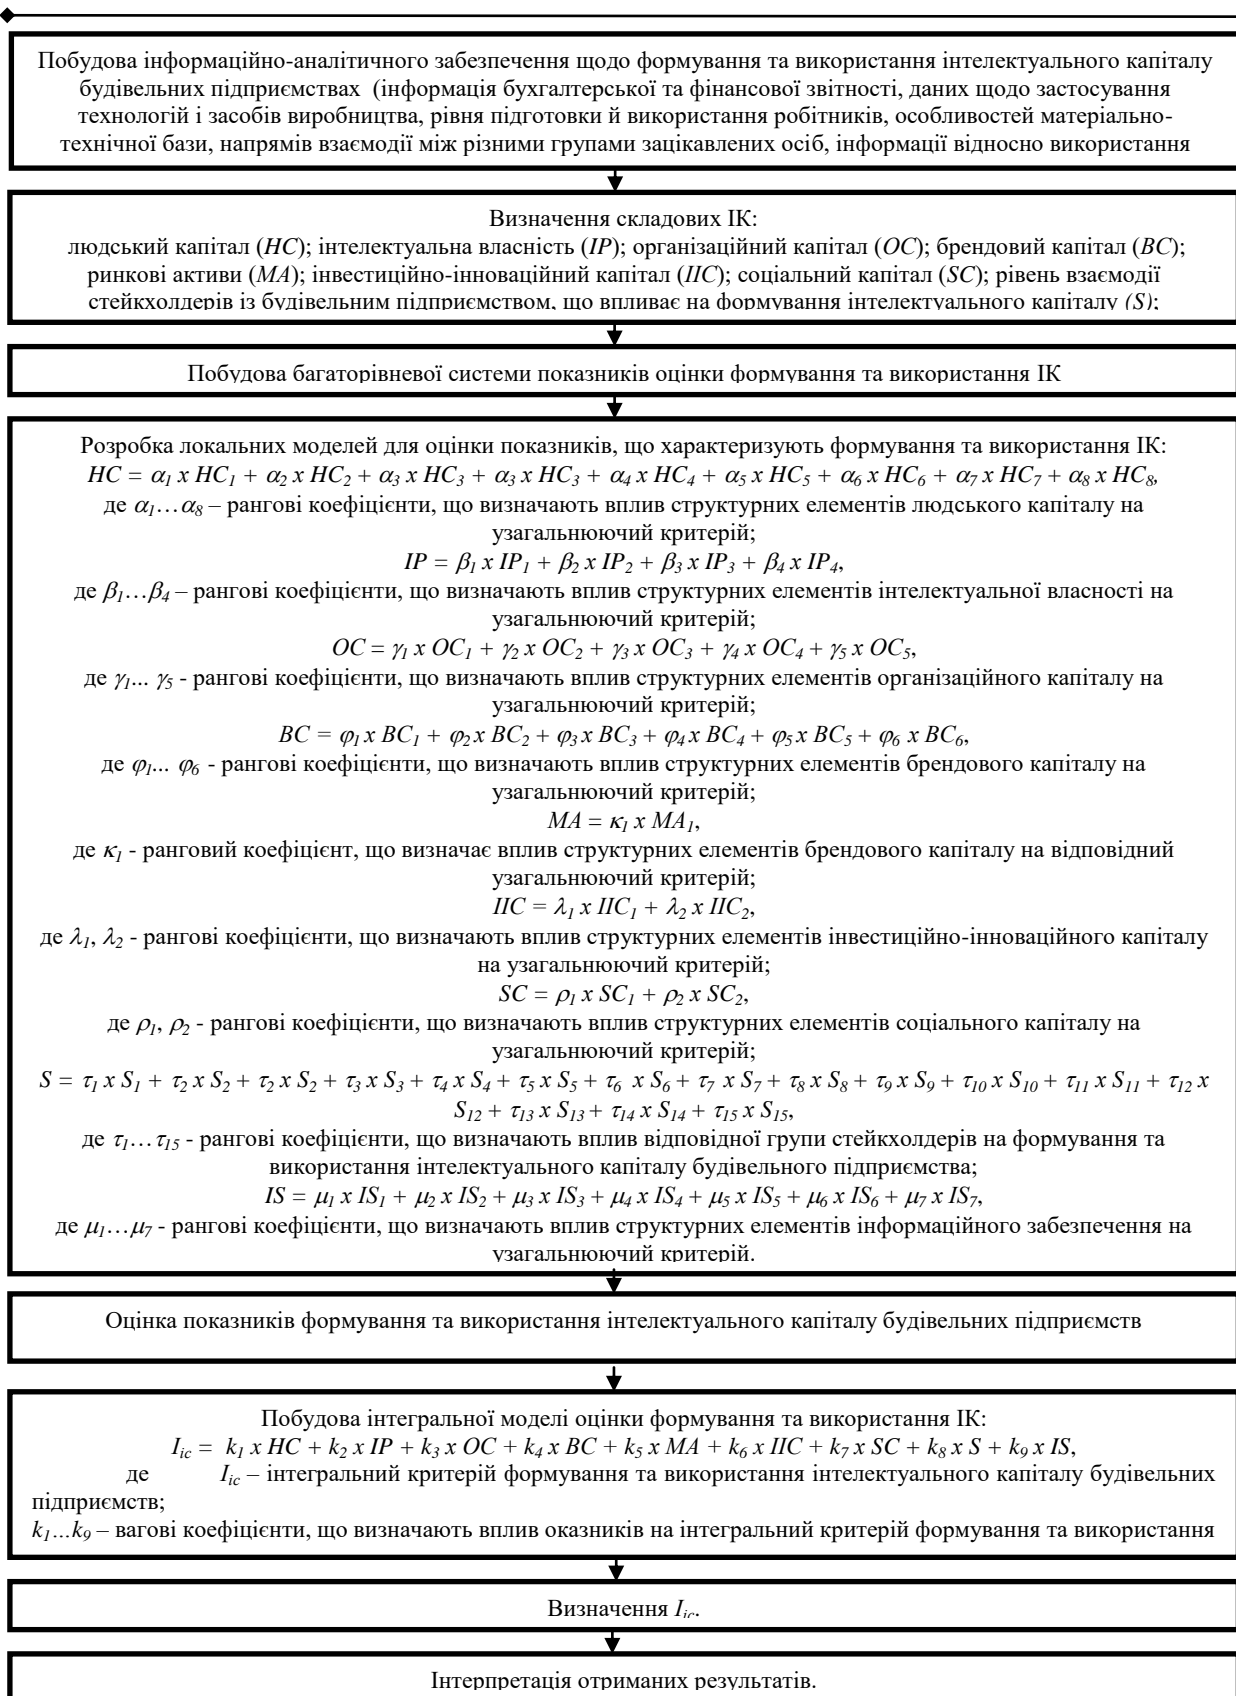 Побудова інформаційно-аналітичного забезпечення щодо формування та використання інтелектуального капіталу
будівельних підприємствах (інформація бухгалтерської та фінансової звітності, даних щодо застосування
технологій і засобів виробництва, рівня підготовки й використання робітників, особливостей матеріально-
технічної бази, напрямів взаємодії між різними групами зацікавлених осіб, інформації відносно використання
Визначення складових ІК:
людський капітал (HC); інтелектуальна власність (IP); організаційний капітал (OC); брендовий капітал (BC);
ринкові активи (MA); інвестиційно-інноваційний капітал (IIC); соціальний капітал (SC); рівень взаємодії
стейкхолдерів із будівельним підприємством, що впливає на формування інтелектуального капіталу (S);
Побудова багаторівневої системи показників оцінки формування та використання ІК
Розробка локальних моделей для оцінки показників, що характеризують формування та використання ІК:
HC = α₁ x HC₁ + α₂ x HC₂ + α₃ x HC₃ + α₃ x HC₃ + α₄ x HC₄ + α₅ x HC₅ + α₆ x HC₆ + α₇ x HC₇ + α₈ x HC₈,
де α₁…α₈ – рангові коефіцієнти, що визначають вплив структурних елементів людського капіталу на
узагальнюючий критерій;
IP = β₁ x IP₁ + β₂ x IP₂ + β₃ x IP₃ + β₄ x IP₄,
де β₁…β₄ – рангові коефіцієнти, що визначають вплив структурних елементів інтелектуальної власності на
узагальнюючий критерій;
OC = γ₁ x OC₁ + γ₂ x OC₂ + γ₃ x OC₃ + γ₄ x OC₄ + γ₅ x OC₅,
де γ₁... γ₅ - рангові коефіцієнти, що визначають вплив структурних елементів організаційного капіталу на
узагальнюючий критерій;
BC = φ₁ x BC₁ + φ₂ x BC₂ + φ₃ x BC₃ + φ₄ x BC₄ + φ₅ x BC₅ + φ₆ x BC₆,
де φ₁... φ₆ - рангові коефіцієнти, що визначають вплив структурних елементів брендового капіталу на
узагальнюючий критерій;
MA = κ₁ x MA₁,
де κ₁ - ранговий коефіцієнт, що визначає вплив структурних елементів брендового капіталу на відповідний
узагальнюючий критерій;
IIC = λ₁ x IIC₁ + λ₂ x IIC₂,
де λ₁, λ₂ - рангові коефіцієнти, що визначають вплив структурних елементів інвестиційно-інноваційного капіталу
на узагальнюючий критерій;
SC = ρ₁ x SC₁ + ρ₂ x SC₂,
де ρ₁, ρ₂ - рангові коефіцієнти, що визначають вплив структурних елементів соціального капіталу на
узагальнюючий критерій;
S = τ₁ x S₁ + τ₂ x S₂ + τ₂ x S₂ + τ₃ x S₃ + τ₄ x S₄ + τ₅ x S₅ + τ₆ x S₆ + τ₇ x S₇ + τ₈ x S₈ + τ₉ x S₉ + τ₁₀ x S₁₀ + τ₁₁ x S₁₁ + τ₁₂ x
S₁₂ + τ₁₃ x S₁₃ + τ₁₄ x S₁₄ + τ₁₅ x S₁₅,
де τ₁…τ₁₅ - рангові коефіцієнти, що визначають вплив відповідної групи стейкхолдерів на формування та
використання інтелектуального капіталу будівельного підприємства;
IS = μ₁ x IS₁ + μ₂ x IS₂ + μ₃ x IS₃ + μ₄ x IS₄ + μ₅ x IS₅ + μ₆ x IS₆ + μ₇ x IS₇,
де μ₁…μ₇ - рангові коефіцієнти, що визначають вплив структурних елементів інформаційного забезпечення на
узагальнюючий критерій.
Оцінка показників формування та використання інтелектуального капіталу будівельних підприємств
Побудова інтегральної моделі оцінки формування та використання ІК:
I_ic = k₁ x HC + k₂ x IP + k₃ x OC + k₄ x BC + k₅ x MA + k₆ x IIC + k₇ x SC + k₈ x S + k₉ x IS,
де I_ic – інтегральний критерій формування та використання інтелектуального капіталу будівельних
підприємств;
k₁…k₉ – вагові коефіцієнти, що визначають вплив оказників на інтегральний критерій формування та використання
Визначення I_ic.
Інтерпретація отриманих результатів.